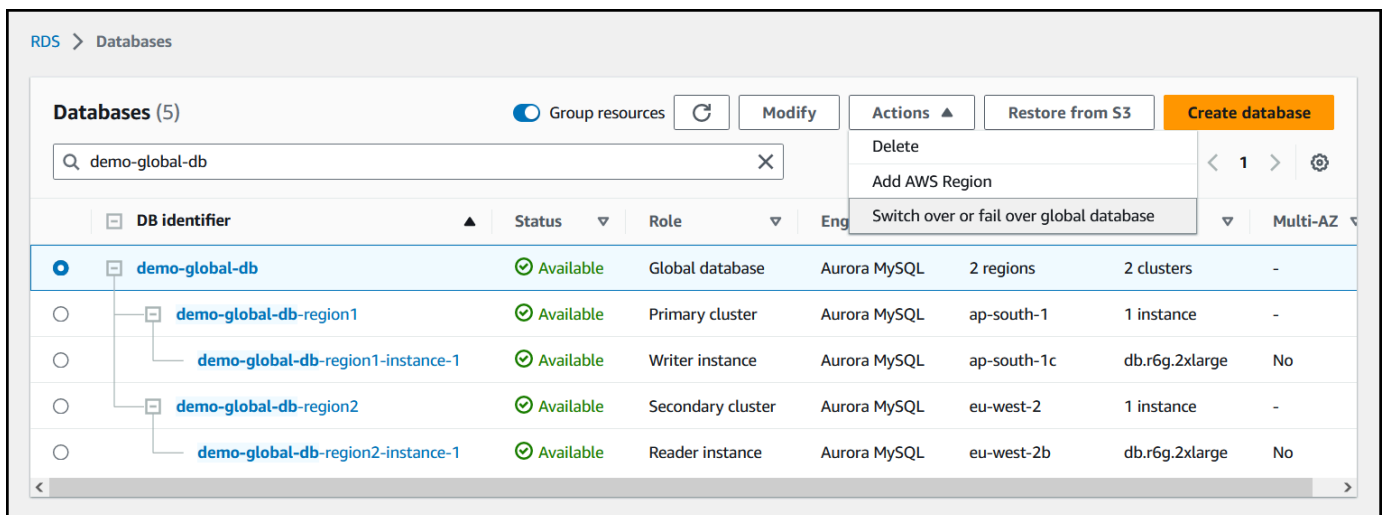 RDS > Databases
Databases (5) Group resources Modify Actions ▲ Restore from S3 Create database
Delete
demo-global-db 1
Add AWS Region
Switch over or fail over global database
DB identifier Status Role Eng Multi-AZ
demo-global-db Available Global database Aurora MySQL 2 regions 2 clusters -
demo-global-db-region1 Available Primary cluster Aurora MySQL ap-south-1 1 instance -
demo-global-db-region1-instance-1 Available Writer instance Aurora MySQL ap-south-1c db.r6g.2xlarge No
demo-global-db-region2 Available Secondary cluster Aurora MySQL eu-west-2 1 instance -
demo-global-db-region2-instance-1 Available Reader instance Aurora MySQL eu-west-2b db.r6g.2xlarge No